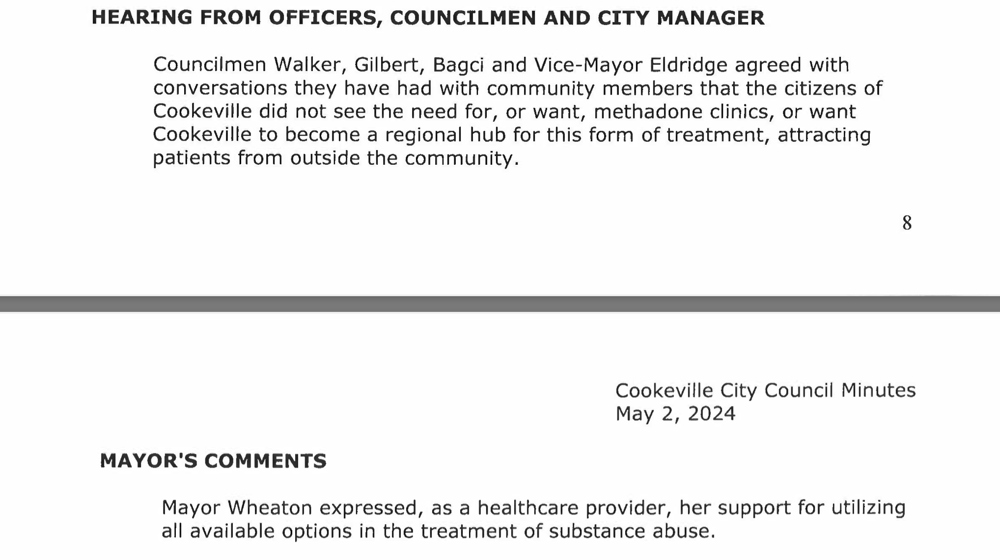 HEARING FROM OFFICERS, COUNCILMEN AND CITY MANAGER
Councilmen Walker, Gilbert, Bagci and Vice-Mayor Eldridge agreed with
conversations they have had with community members that the citizens of
Cookeville did not see the need for, or want, methadone clinics, or want
Cookeville to become a regional hub for this form of treatment, attracting
patients from outside the community.
8
Cookeville City Council Minutes
May 2, 2024
MAYOR'S COMMENTS
Mayor Wheaton expressed, as a healthcare provider, her support for utilizing
all available options in the treatment of substance abuse.